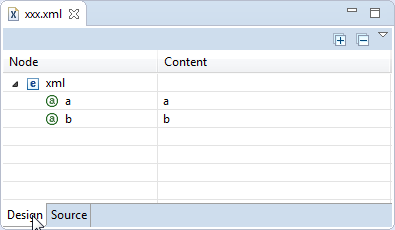 xxx.xml
Node Content
xml
a a
b b
Design Source